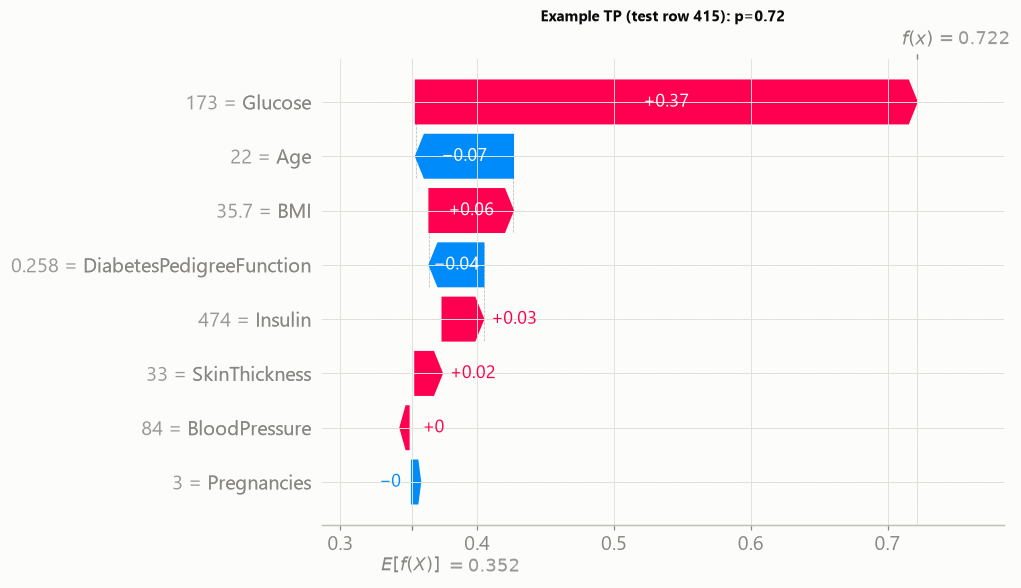 Example TP (test row 415): p=0.72
f(x) = 0.722
173 = Glucose
+0.37
22 = Age
−0.07
35.7 = BMI
+0.06
0.258 = DiabetesPedigreeFunction
−0.04
474 = Insulin
+0.03
33 = SkinThickness
+0.02
84 = BloodPressure
+0
3 = Pregnancies
−0
0.3 0.4 0.5 0.6 0.7
E[f(X)] = 0.352